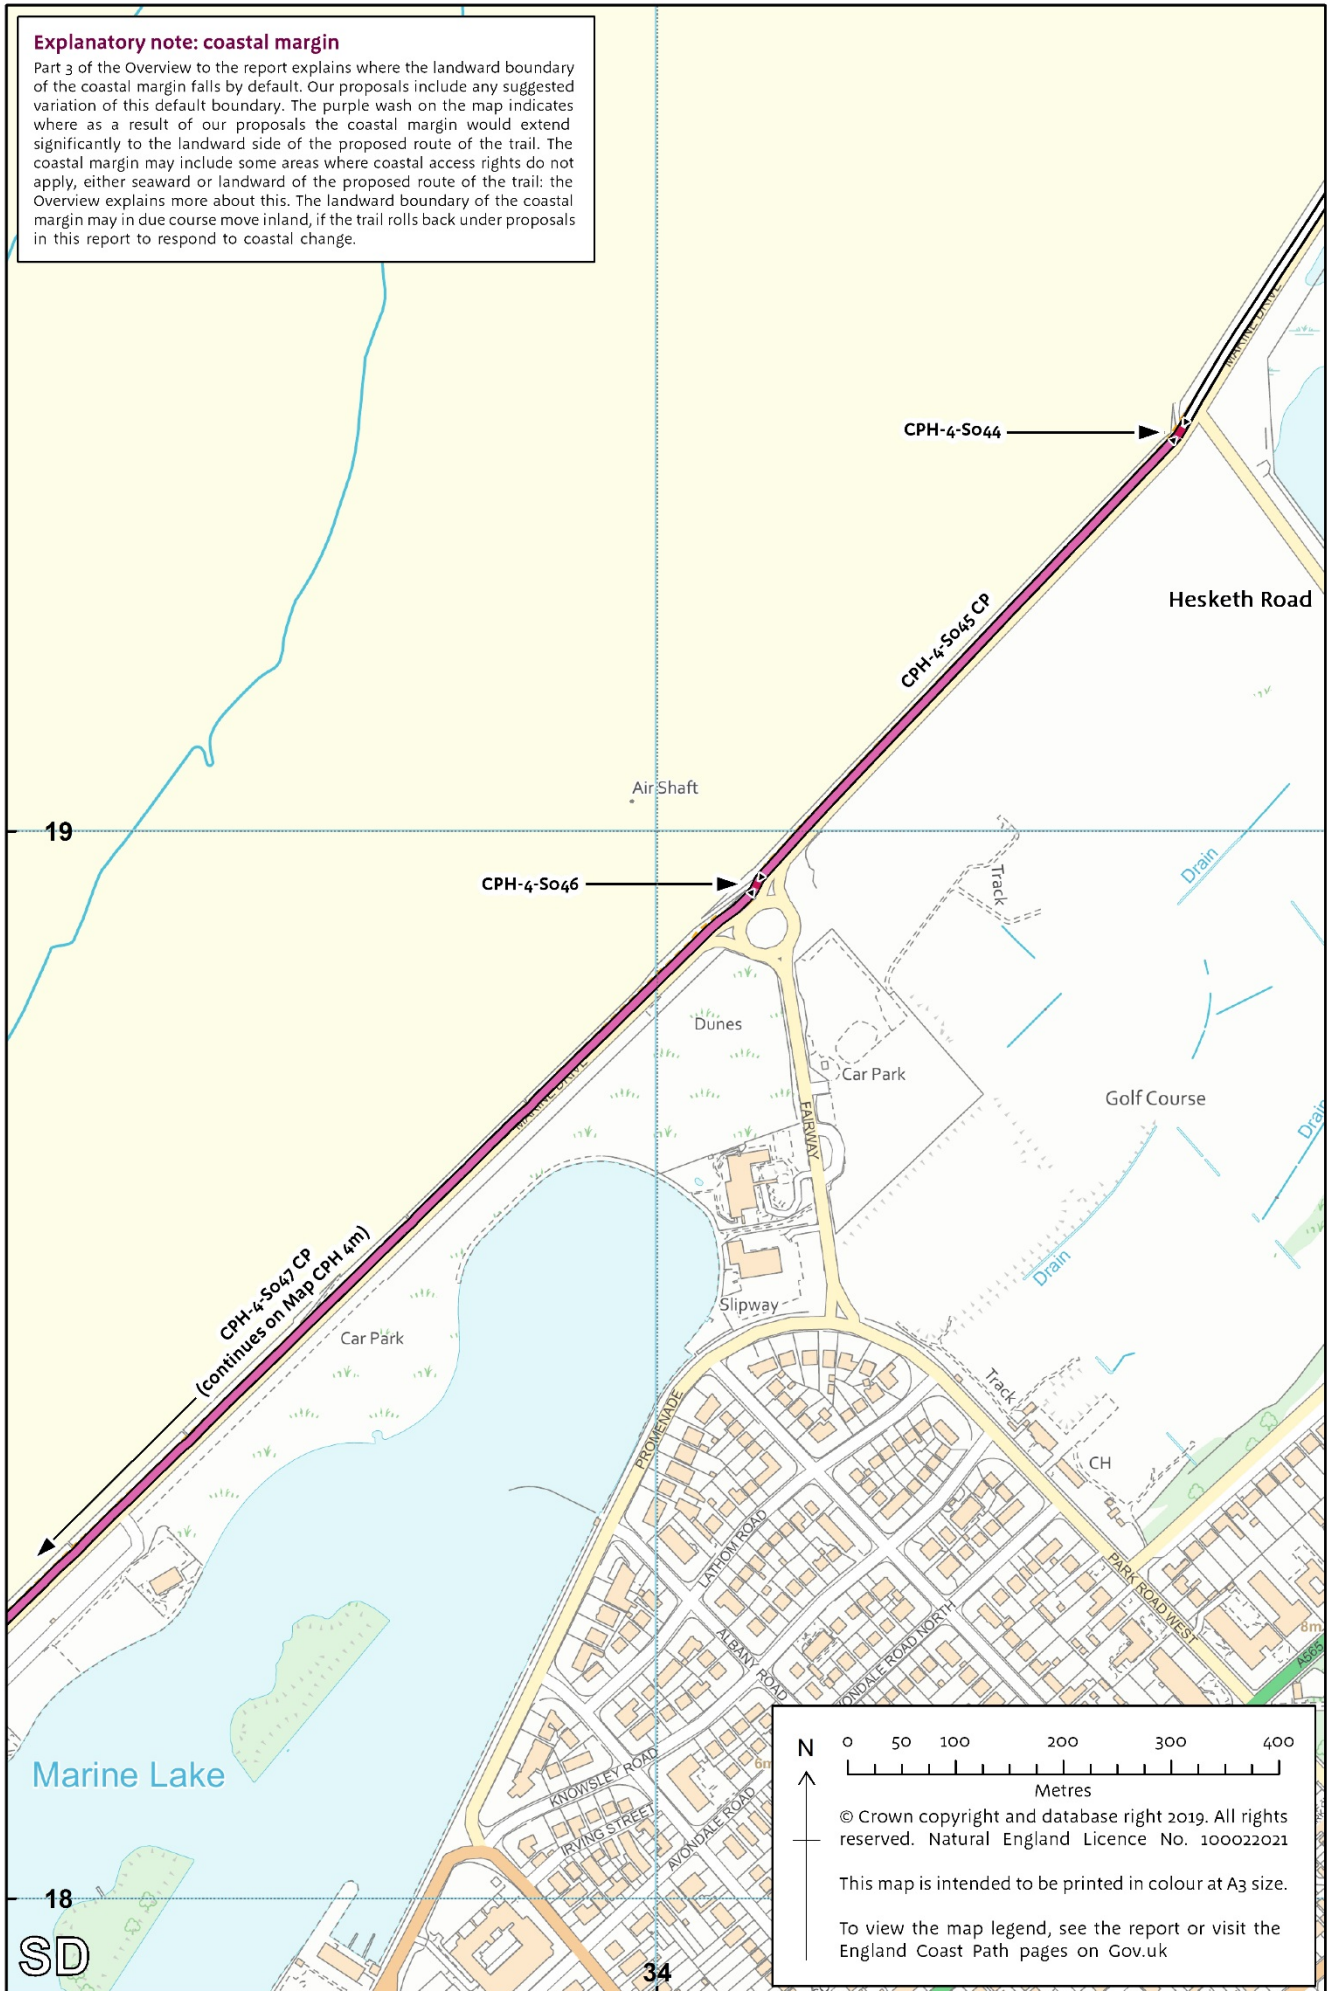 Explanatory note: coastal margin
Part 3 of the Overview to the report explains where the landward boundary
of the coastal margin falls by default. Our proposals include any suggested
variation of this default boundary. The purple wash on the map indicates
where as a result of our proposals the coastal margin would extend
significantly to the landward side of the proposed route of the trail. The
coastal margin may include some areas where coastal access rights do not
apply, either seaward or landward of the proposed route of the trail: the
Overview explains more about this. The landward boundary of the coastal
margin may in due course move inland, if the trail rolls back under proposals
in this report to respond to coastal change.
MARINE DRIVE
CPH-4-S044
Hesketh Road
CPH-4-S045 CP
Air Shaft
19
Drain
Track
CPH-4-S046
Dunes
Car Park
MARINE DRIVE
FAIRWAY
Golf Course
Drain
Drain
CPH-4-S047 CP
(continues on Map CPH 4m)
Slipway
Car Park
Track
PROMENADE
CH
LATHOM ROAD
PARK ROAD WEST
ALBANY ROAD
8m
A565
Marine Lake
KNOWSLEY ROAD
IRVING STREET
AVONDALE ROAD
18
SD
34
N
0 50 100 200 300 400
Metres
© Crown copyright and database right 2019. All rights
reserved. Natural England Licence No. 100022021
This map is intended to be printed in colour at A3 size.
To view the map legend, see the report or visit the
England Coast Path pages on Gov.uk